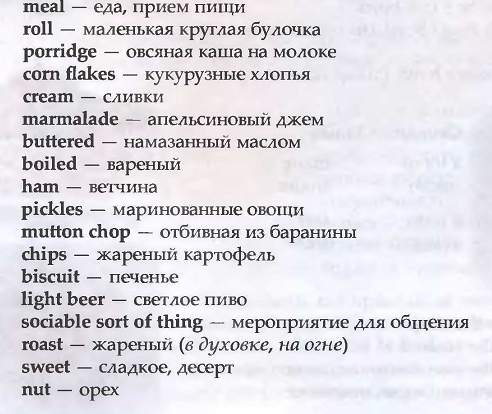 meal — еда, прием пищи
roll — маленькая круглая булочка
porridge — овсяная каша на молоке
corn flakes — кукурузные хлопья
cream — сливки
marmalade — апельсиновый джем
buttered — намазанный маслом
boiled — вареный
ham — ветчина
pickles — маринованные овощи
mutton chop — отбивная из баранины
chips — жареный картофель
biscuit — печенье
light beer — светлое пиво
sociable sort of thing — мероприятие для общения
roast — жареный (в духовке, на огне)
sweet — сладкое, десерт
nut — орех